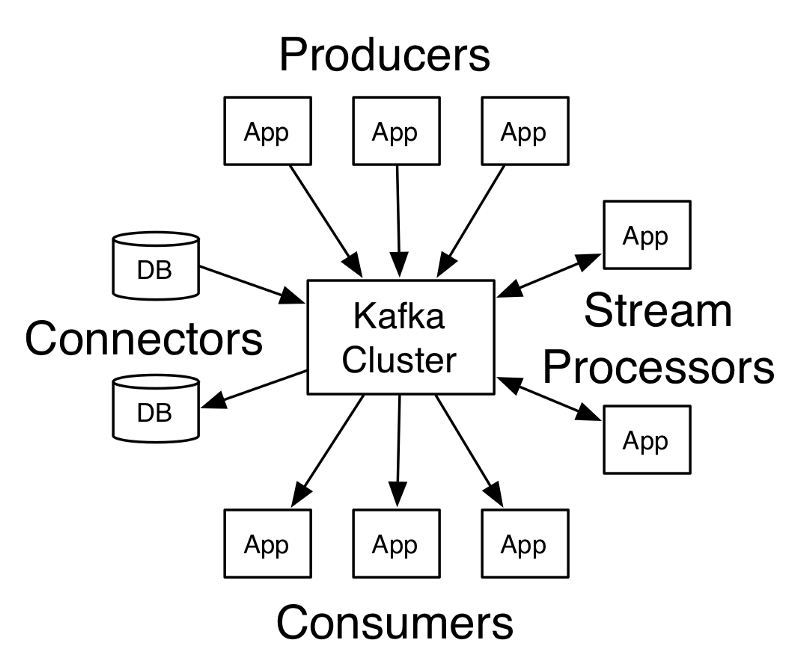 Producers
App
App
App
App
DB
Kafka
Cluster
Stream
Processors
Connectors
DB
App
App
App
App
Consumers